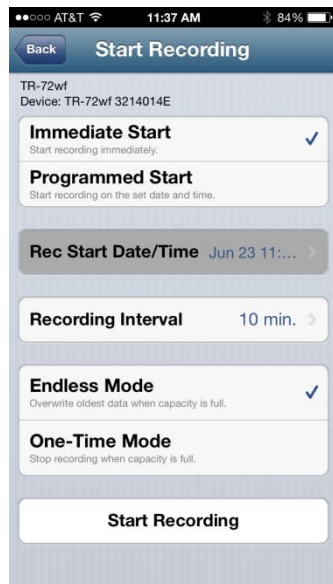 AT&T 11:37 AM 84%
Back Start Recording
TR-72wf
Device: TR-72wf 3214014E
Immediate Start
Start recording immediately.
Programmed Start
Start recording on the set date and time.
Rec Start Date/Time Jun 23 11:...
Recording Interval 10 min.
Endless Mode
Overwrite oldest data when capacity is full.
One-Time Mode
Stop recording when capacity is full.
Start Recording